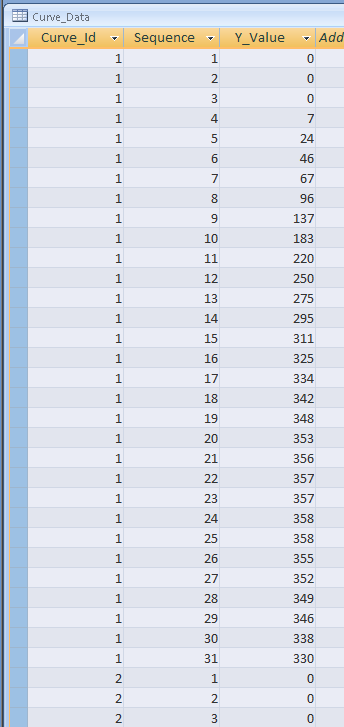 Curve_Data
Curve_Id Sequence Y_Value Add
1 1 0
1 2 0
1 3 0
1 4 7
1 5 24
1 6 46
1 7 67
1 8 96
1 9 137
1 10 183
1 11 220
1 12 250
1 13 275
1 14 295
1 15 311
1 16 325
1 17 334
1 18 342
1 19 348
1 20 353
1 21 356
1 22 357
1 23 357
1 24 358
1 25 358
1 26 355
1 27 352
1 28 349
1 29 346
1 30 338
1 31 330
2 1 0
2 2 0
2 3 0